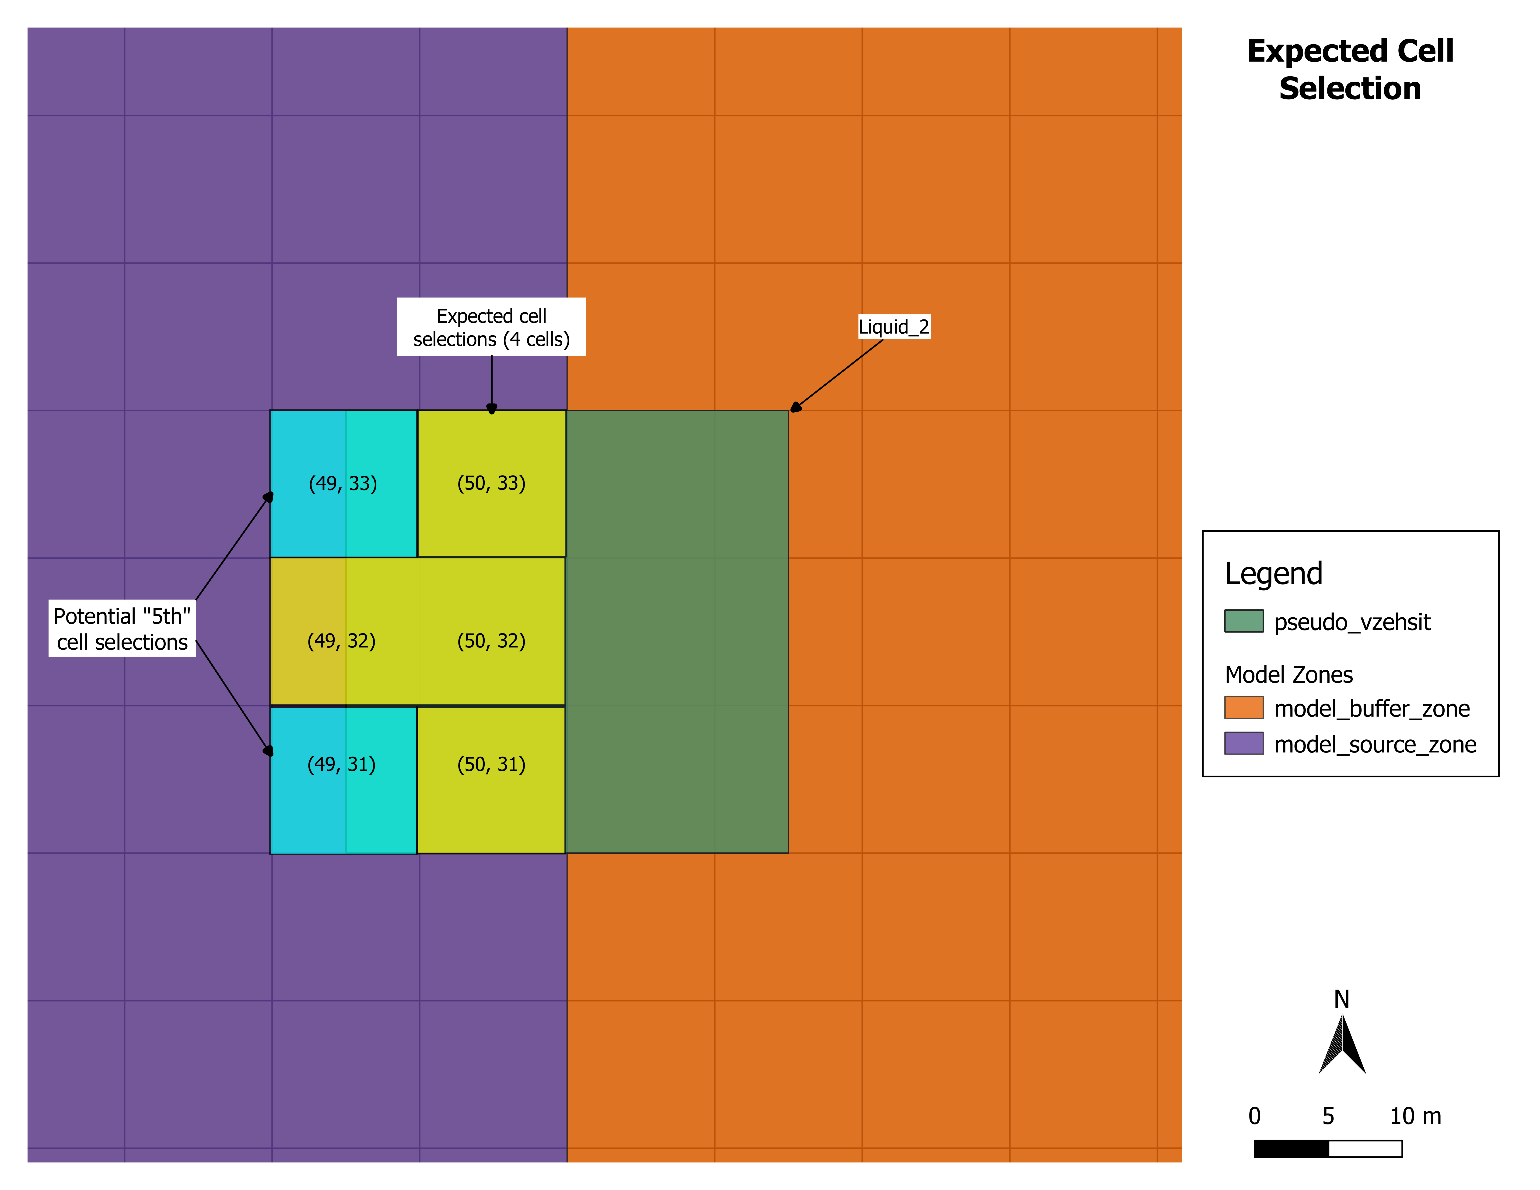 Expected Cell
Selection
Expected cell
selections (4 cells)
Liquid_2
(49, 33)
(50, 33)
Potential "5th"
cell selections
(49, 32)
(50, 32)
(49, 31)
(50, 31)
Legend
pseudo_vzehsit
Model Zones
model_buffer_zone
model_source_zone
N
0 5 10 m